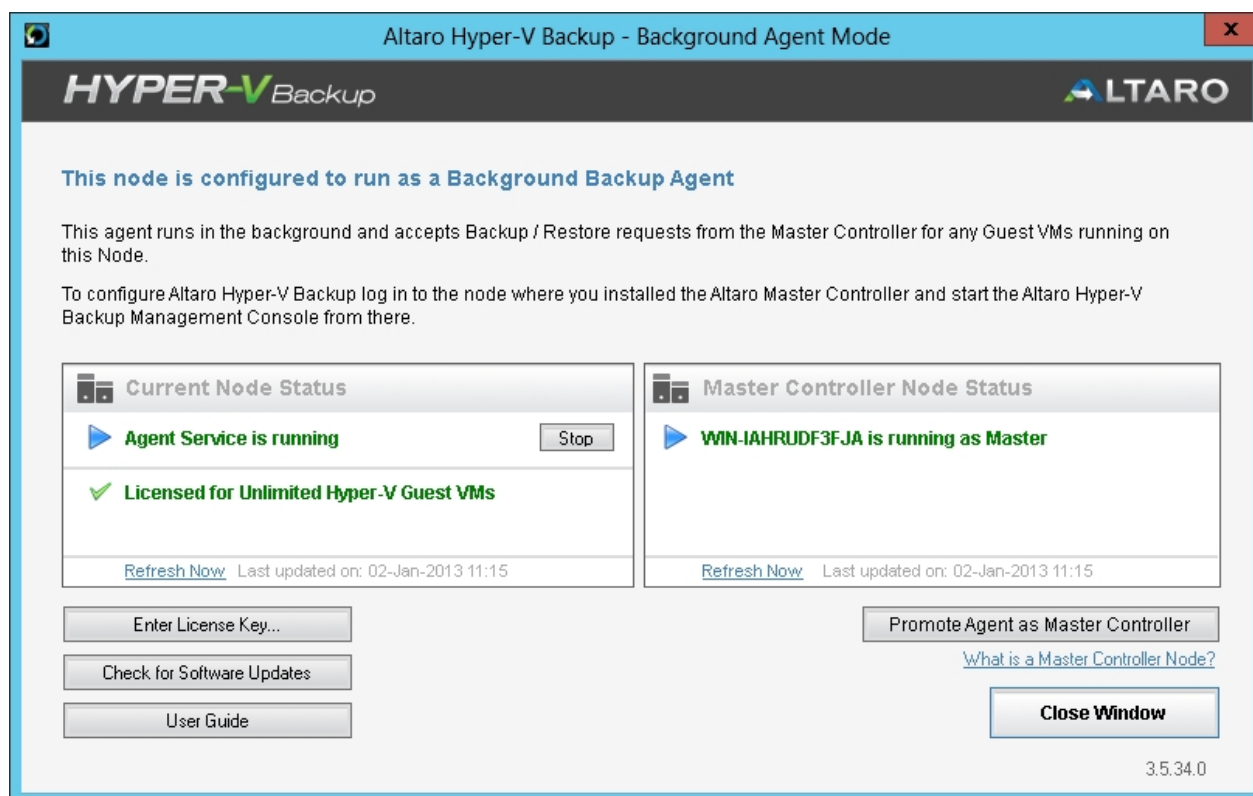 Altaro Hyper-V Backup - Background Agent Mode
x
HYPER-V Backup
ALTARO
This node is configured to run as a Background Backup Agent
This agent runs in the background and accepts Backup / Restore requests from the Master Controller for any Guest VMs running on
this Node.
To configure Altaro Hyper-V Backup log in to the node where you installed the Altaro Master Controller and start the Altaro Hyper-V
Backup Management Console from there.
Current Node Status
Agent Service is running
Stop
Licensed for Unlimited Hyper-V Guest VMs
Refresh Now Last updated on: 02-Jan-2013 11:15
Master Controller Node Status
WIN-IAHRUDF3FJA is running as Master
Refresh Now Last updated on: 02-Jan-2013 11:15
Enter License Key...
Check for Software Updates
User Guide
Promote Agent as Master Controller
What is a Master Controller Node?
Close Window
3.5.34.0